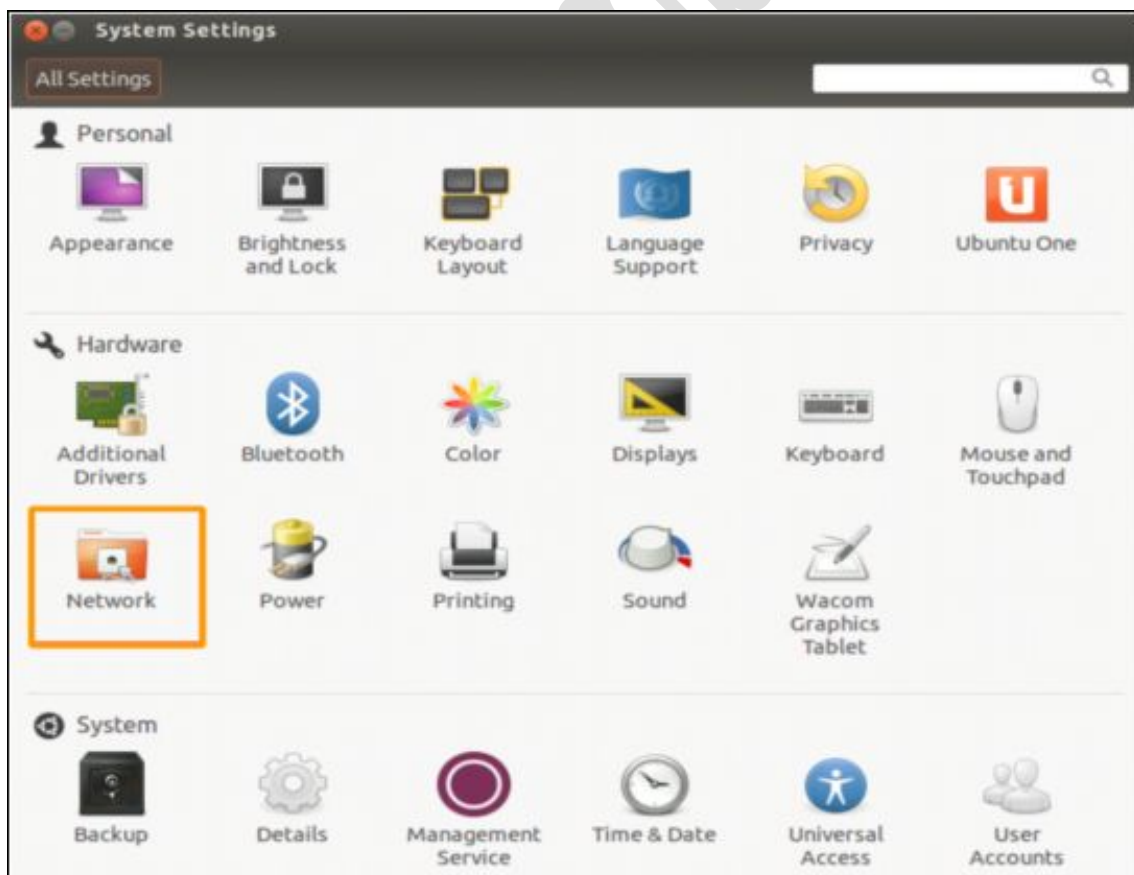 System Settings
All Settings
Personal
Appearance
Brightness and Lock
Keyboard Layout
Language Support
Privacy
Ubuntu One
Hardware
Additional Drivers
Bluetooth
Color
Displays
Keyboard
Mouse and Touchpad
Network
Power
Printing
Sound
Wacom Graphics Tablet
System
Backup
Details
Management Service
Time & Date
Universal Access
User Accounts